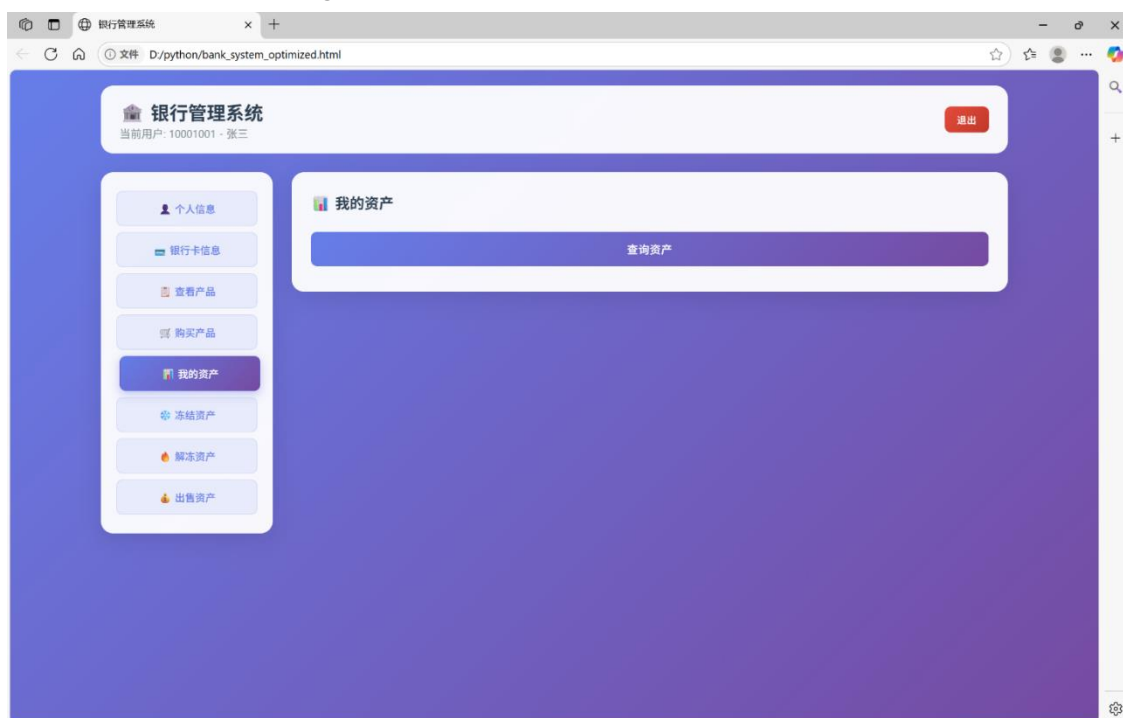 银行管理系统
文件 D:/python/bank_system_optimized.html
银行管理系统
当前用户: 10001001 - 张三
退出
个人信息
银行卡信息
查看产品
购买产品
我的资产
冻结资产
解冻资产
出售资产
我的资产
查询资产